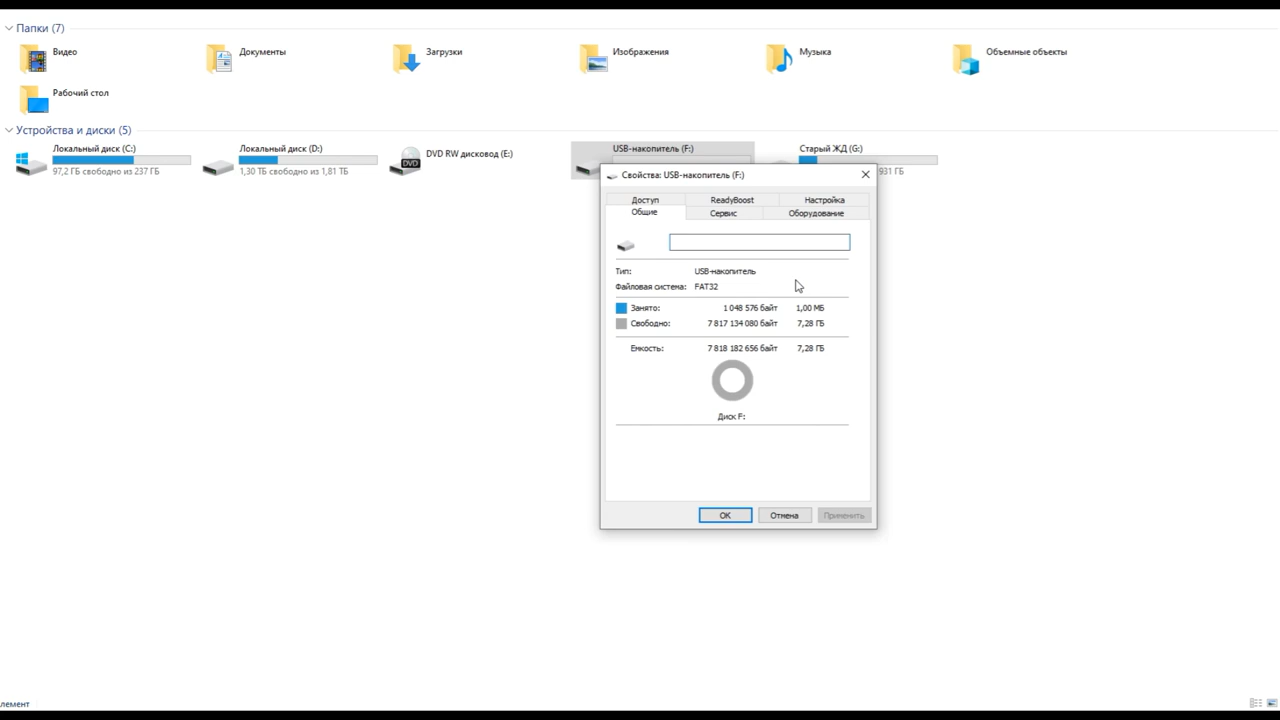 Папки (7)
Видео
Документы
Загрузки
Изображения
Музыка
Объемные объекты
Рабочий стол
Устройства и диски (5)
Локальный диск (C:)
97,2 ГБ свободно из 237 ГБ
Локальный диск (D:)
1,30 ТБ свободно из 1,81 ТБ
DVD RW дисковод (E:)
DVD
USB-накопитель (F:)
Старый ЖД (G:)
931 ГБ
Свойства: USB-накопитель (F:)
Доступ ReadyBoost Настройка
Общие Сервис Оборудование
Тип: USB-накопитель
Файловая система: FAT32
Занято: 1 048 576 байт 1,00 МБ
Свободно: 7 817 134 080 байт 7,28 ГБ
Емкость: 7 818 182 656 байт 7,28 ГБ
Диск F:
ОК Отмена Применить
лемент